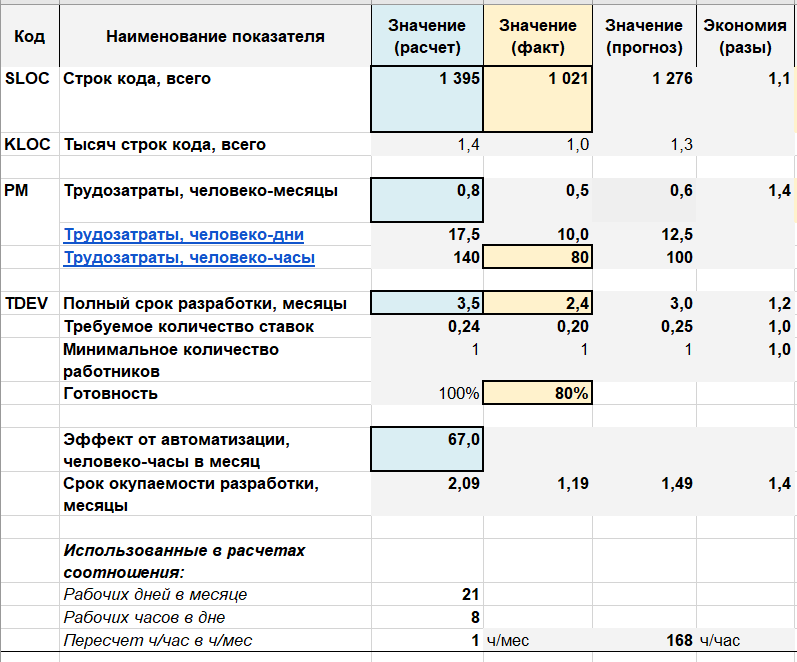 Код Наименование показателя Значение (расчет) Значение (факт) Значение (прогноз) Экономия (разы)
SLOC Строк кода, всего 1 395 1 021 1 276 1,1
KLOC Тысяч строк кода, всего 1,4 1,0 1,3
PM Трудозатраты, человеко-месяцы 0,8 0,5 0,6 1,4
Трудозатраты, человеко-дни 17,5 10,0 12,5
Трудозатраты, человеко-часы 140 80 100
TDEV Полный срок разработки, месяцы 3,5 2,4 3,0 1,2
Требуемое количество ставок 0,24 0,20 0,25 1,0
Минимальное количество 1 1 1 1,0
работников
Готовность 100% 80%
Эффект от автоматизации, 67,0
человеко-часы в месяц
Срок окупаемости разработки, 2,09 1,19 1,49 1,4
месяцы
Использованные в расчетах
соотношения:
Рабочих дней в месяце 21
Рабочих часов в дне 8
Пересчет ч/час в ч/мес 1 ч/мес 168 ч/час